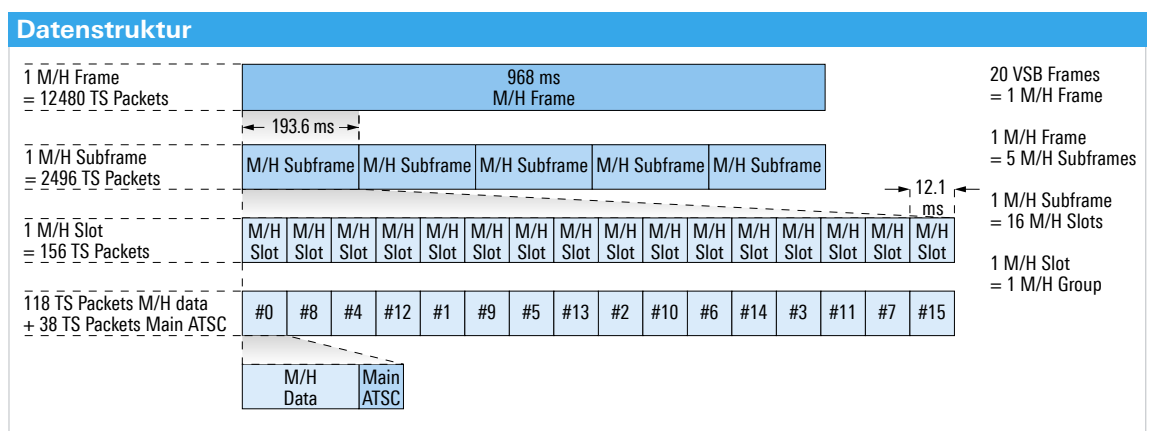 Datenstruktur
1 M/H Frame
= 12480 TS Packets
968 ms
M/H Frame
20 VSB Frames
= 1 M/H Frame
193.6 ms
1 M/H Frame
= 5 M/H Subframes
1 M/H Subframe
= 2496 TS Packets
M/H Subframe M/H Subframe M/H Subframe M/H Subframe M/H Subframe
12.1
ms
1 M/H Subframe
= 16 M/H Slots
1 M/H Slot
= 156 TS Packets
M/H M/H M/H M/H M/H M/H M/H M/H M/H M/H M/H M/H M/H M/H M/H M/H
Slot Slot Slot Slot Slot Slot Slot Slot Slot Slot Slot Slot Slot Slot Slot Slot
1 M/H Slot
= 1 M/H Group
118 TS Packets M/H data
+ 38 TS Packets Main ATSC
#0 #8 #4 #12 #1 #9 #5 #13 #2 #10 #6 #14 #3 #11 #7 #15
M/H
Data
Main
ATSC